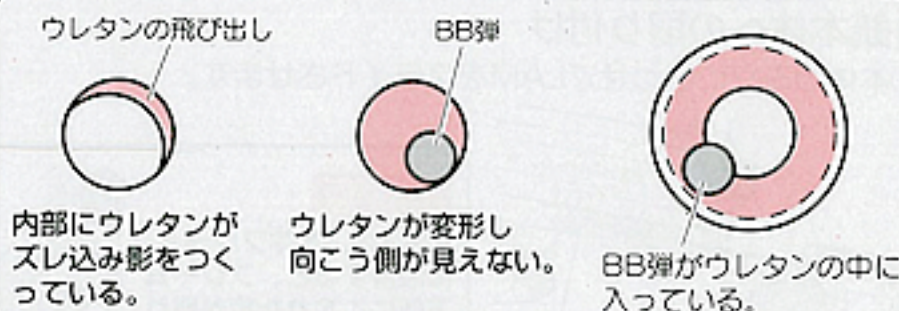 ウレタンの飛び出し
BB弾
内部にウレタンが
ズレ込み影をつく
っている。
ウレタンが変形し
向こう側が見えない。
BB弾がウレタンの中に
入っている。